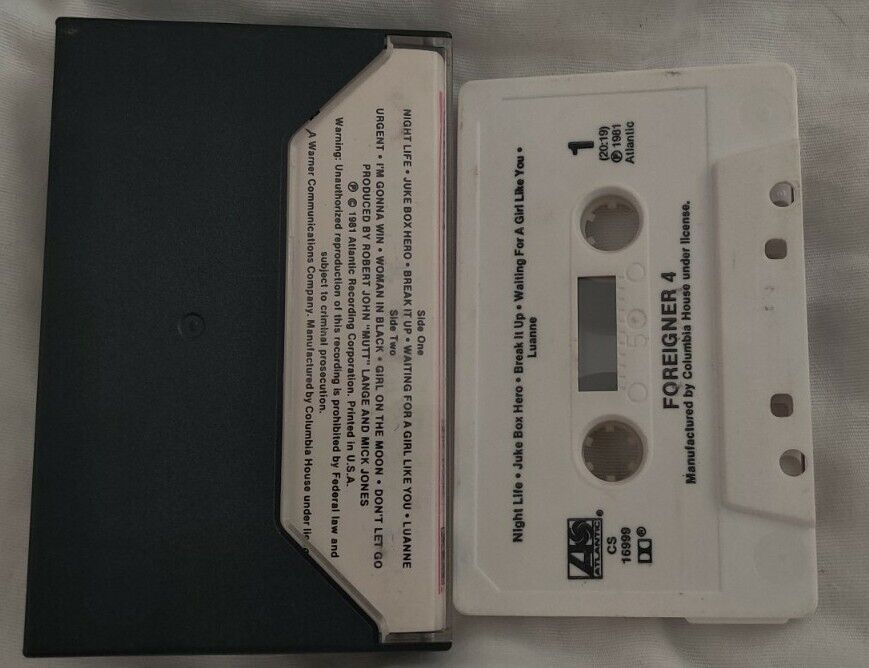 Side One
NIGHT LIFE • JUKE BOX HERO • BREAK IT UP • WAITING FOR A GIRL LIKE YOU • LUANNE
Side Two
URGENT • I'M GONNA WIN • WOMAN IN BLACK • GIRL ON THE MOON • DON'T LET GO
PRODUCED BY ROBERT JOHN "MUTT" LANGE AND MICK JONES
℗ © 1981 Atlantic Recording Corporation. Printed in U.S.A.
Warning: Unauthorized reproduction of this recording is prohibited by Federal law and
subject to criminal prosecution.
A Warner Communications Company. Manufactured by Columbia House under
1
(20:19)
℗ 1981
Atlantic
FOREIGNER 4
Manufactured by Columbia House under license.
Night Life • Juke Box Hero • Break It Up • Waiting For A Girl Like You •
Luanne
50
ATLANTIC®
CS
16999
®